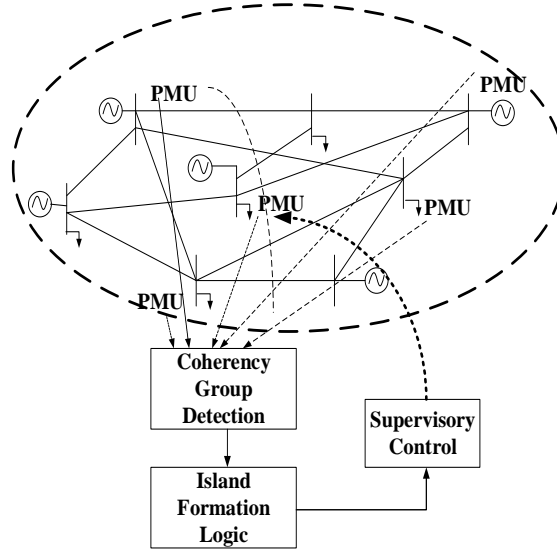 PMU
PMU
PMU
PMU
PMU
Coherency
Group
Detection
Supervisory
Control
Island
Formation
Logic